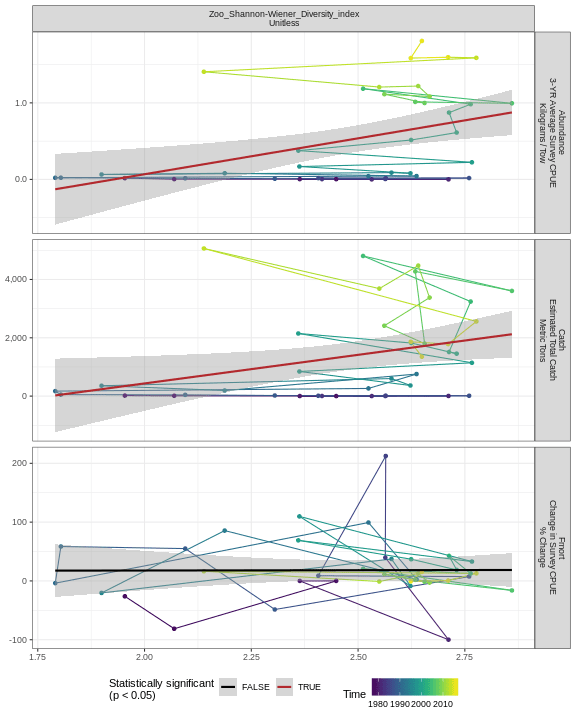 Zoo_Shannon-Wiener_Diversity_index
Unitless
1.0
0.0
Abundance
3-YR Average Survey CPUE
Kilograms / Tow
4,000
2,000
0
Catch
Estimated Total Catch
Metric Tons
200
100
0
-100
Fmort
Change in Survey CPUE
% Change
1.75
2.00
2.25
2.50
2.75
Statistically significant
(p < 0.05)
FALSE
TRUE
Time
1980 1990 2000 2010